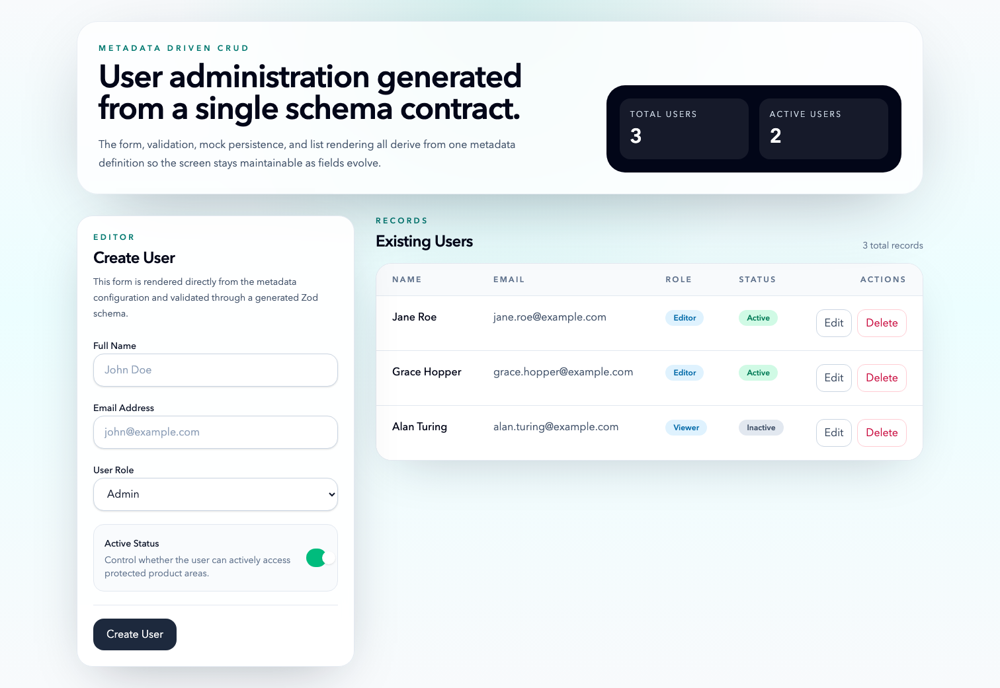 METADATA DRIVEN CRUD
User administration generated
from a single schema contract.
The form, validation, mock persistence, and list rendering all derive from one metadata
definition so the screen stays maintainable as fields evolve.
TOTAL USERS
3
ACTIVE USERS
2
EDITOR
Create User
This form is rendered directly from the metadata
configuration and validated through a generated Zod
schema.
Full Name
John Doe
Email Address
john@example.com
User Role
Admin
Active Status
Control whether the user can actively access
protected product areas.
Create User
RECORDS
Existing Users
3 total records
NAME EMAIL ROLE STATUS ACTIONS
Jane Roe jane.roe@example.com Editor Active Edit Delete
Grace Hopper grace.hopper@example.com Editor Active Edit Delete
Alan Turing alan.turing@example.com Viewer Inactive Edit Delete